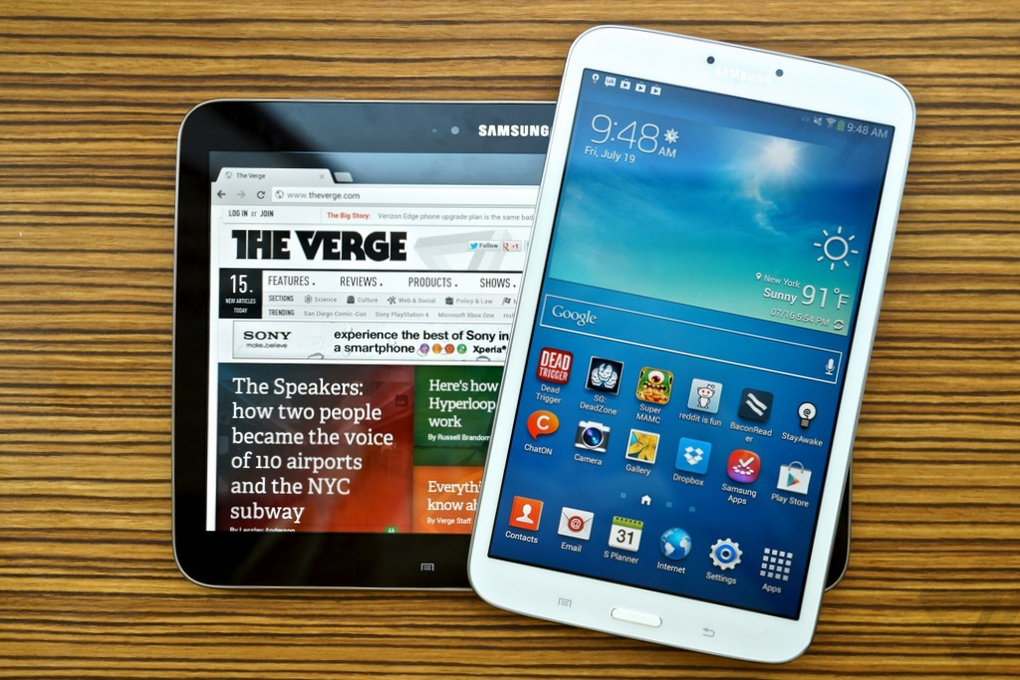 SAMSUNG
The Verge
www.theverge.com
LOG IN or JOIN
The Big Story: Verizon Edge phone upgrade plan is the same bad
THE VERGE
Follow
+1
15.
NEW ARTICLES
TODAY
FEATURES
REVIEWS
PRODUCTS
SHOWS
SECTIONS
Science
Culture
Web & Social
Policy & Law
TRENDING
San Diego Comic-Con
Sony PlayStation 4
Microsoft Xbox One
SONY
make.believe
experience the best of Sony in
a smartphone
Xperia
The Speakers:
how two people
became the voice
of 110 airports
and the NYC
subway
By Lessley Anderson
Here's how
Hyperloop
work
By Russell Brandom
Everythi
know ab
By Verge Staff
SAMSUNG
9:48 AM
9:48 AM
Fri, July 19
New York
Sunny 91°F
07/15 5:54 PM
Google
DEAD
TRIGGER
Dead
Trigger
SG:
DeadZone
Super
MAMC
reddit is fun
BaconRead
er
StayAwake
ChatON
Camera
Gallery
Dropbox
Samsung
Apps
Play Store
Contacts
Email
31
S Planner
Internet
Settings
Apps